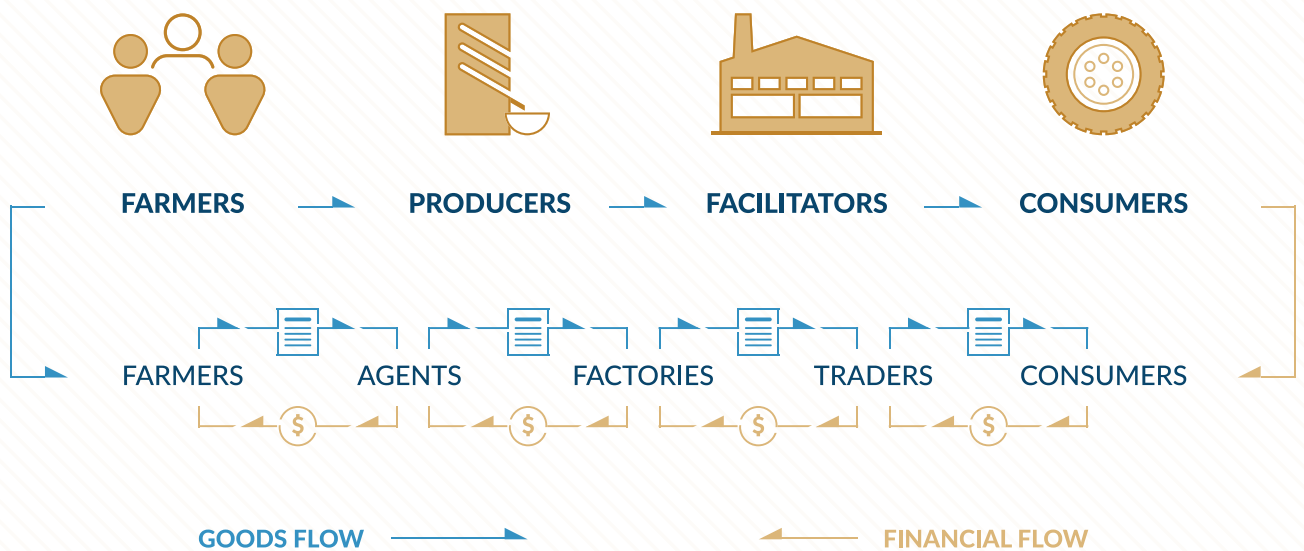 FARMERS PRODUCERS FACILITATORS CONSUMERS
FARMERS AGENTS FACTORIES TRADERS CONSUMERS
$ $ $ $
GOODS FLOW FINANCIAL FLOW